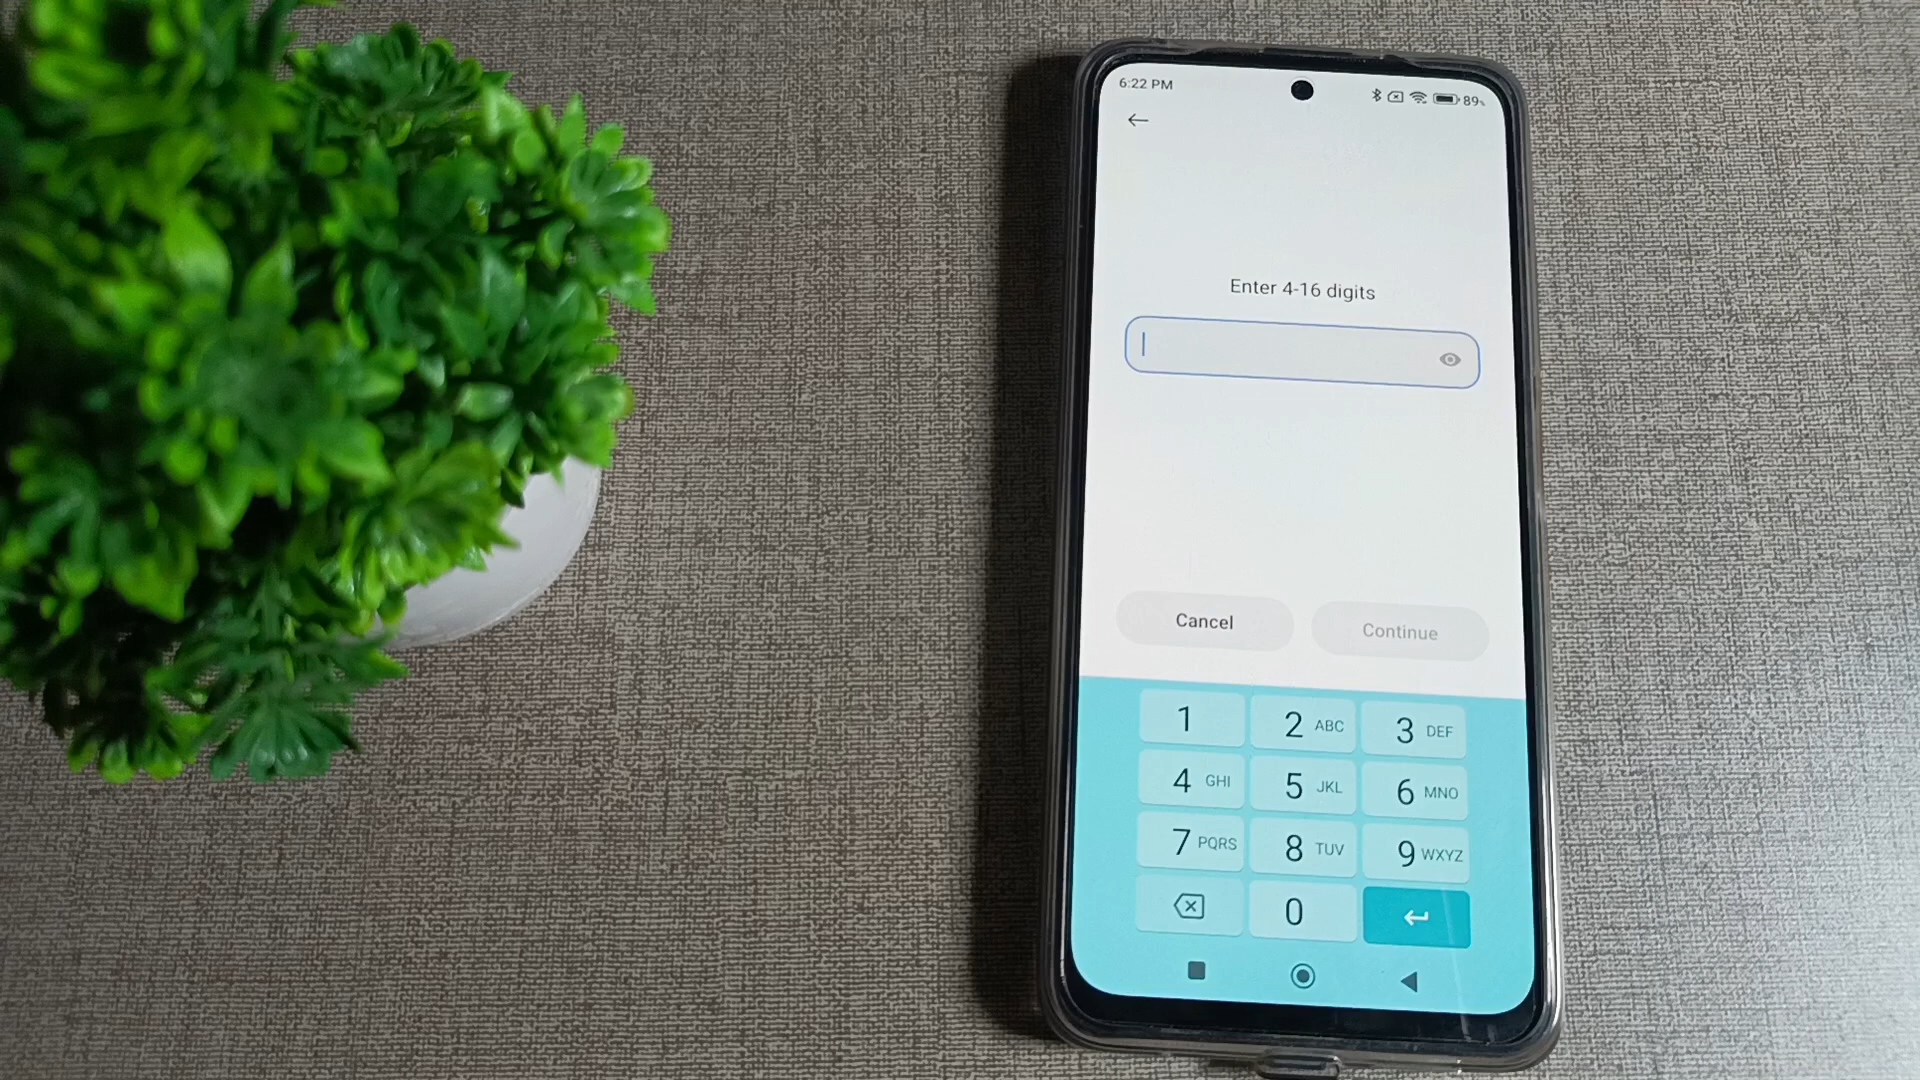 6:22 PM
89%
Enter 4-16 digits
Cancel
Continue
1
2 ABC
3 DEF
4 GHI
5 JKL
6 MNO
7 PQRS
8 TUV
9 WXYZ
0